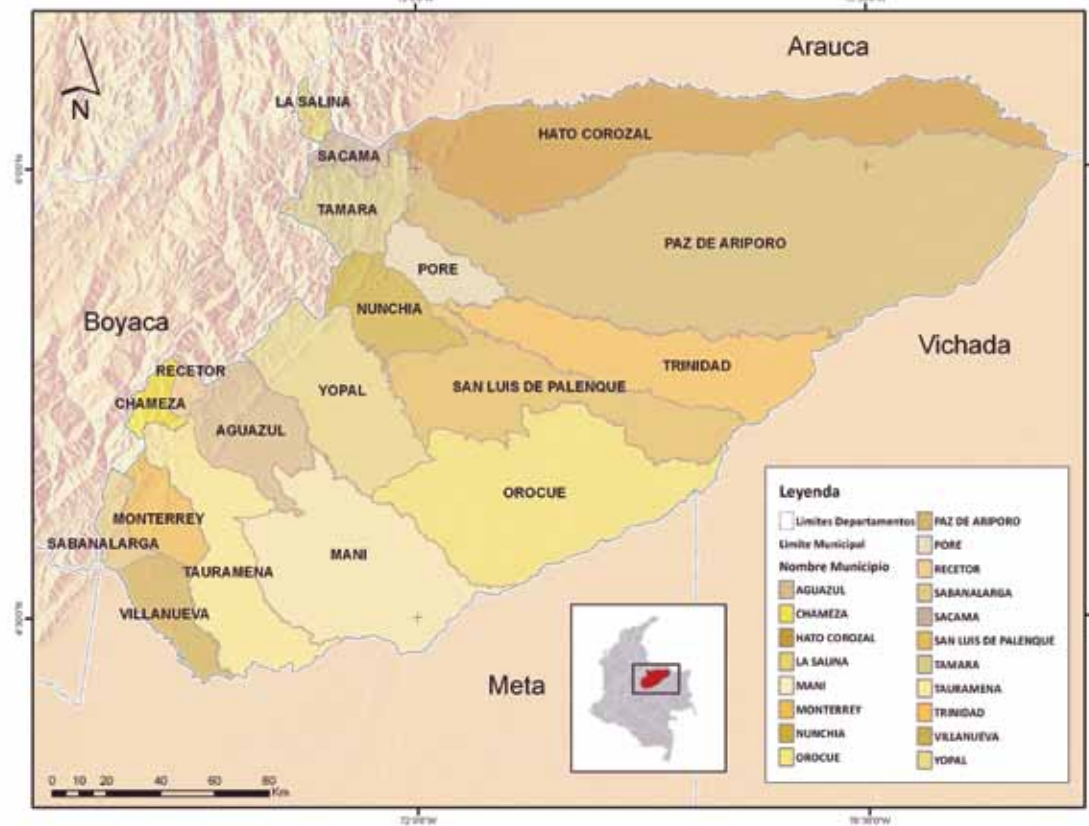 Arauca
N
LA SALINA
HATO COROZAL
SACAMA
TAMARA
PAZ DE ARIPORO
PORE
NUNCHIA
Boyaca
Vichada
TRINIDAD
RECETOR
YOPAL
SAN LUIS DE PALENQUE
CHAMEZA
AGUAZUL
OROCUE
MONTERREY
SABANALARGA
MANI
TAURAMENA
VILLANUEVA
Meta
0 10 20 40 60 80
Km
Leyenda
Limites Departamentos
Limite Municipal
Nombre Municipio
AGUAZUL
CHAMEZA
HATO COROZAL
LA SALINA
MANI
MONTERREY
NUNCHIA
OROCUE
PAZ DE ARIPORO
PORE
RECETOR
SABANALARGA
SACAMA
SAN LUIS DE PALENQUE
TAMARA
TAURAMENA
TRINIDAD
VILLANUEVA
YOPAL